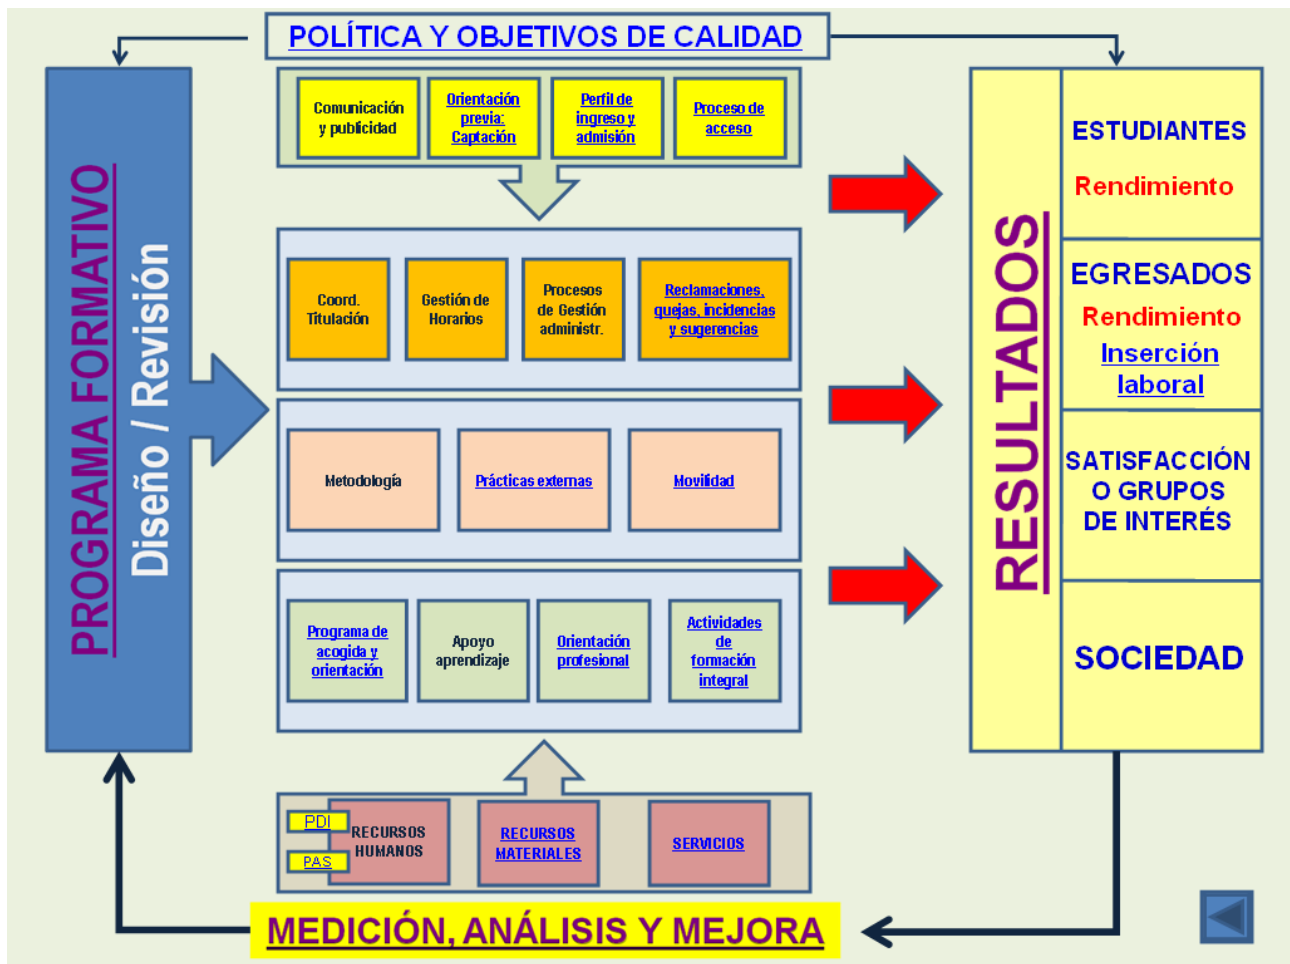 POLÍTICA Y OBJETIVOS DE CALIDAD
Comunicación
y publicidad
Orientación
previa:
Captación
Perfil de
ingreso y
admisión
Proceso de
acceso
PROGRAMA FORMATIVO
Diseño / Revisión
Coord.
Titulación
Gestión de
Horarios
Procesos
de Gestión
administr.
Reclamaciones,
quejas, incidencias
y sugerencias
Metodología
Prácticas externas
Movilidad
Programa de
acogida y
orientación
Apoyo
aprendizaje
Orientación
profesional
Actividades
de
formación
integral
PDI
PAS
RECURSOS
HUMANOS
RECURSOS
MATERIALES
SERVICIOS
RESULTADOS
ESTUDIANTES
Rendimiento
EGRESADOS
Rendimiento
Inserción
laboral
SATISFACCIÓN
O GRUPOS
DE INTERÉS
SOCIEDAD
MEDICIÓN, ANÁLISIS Y MEJORA